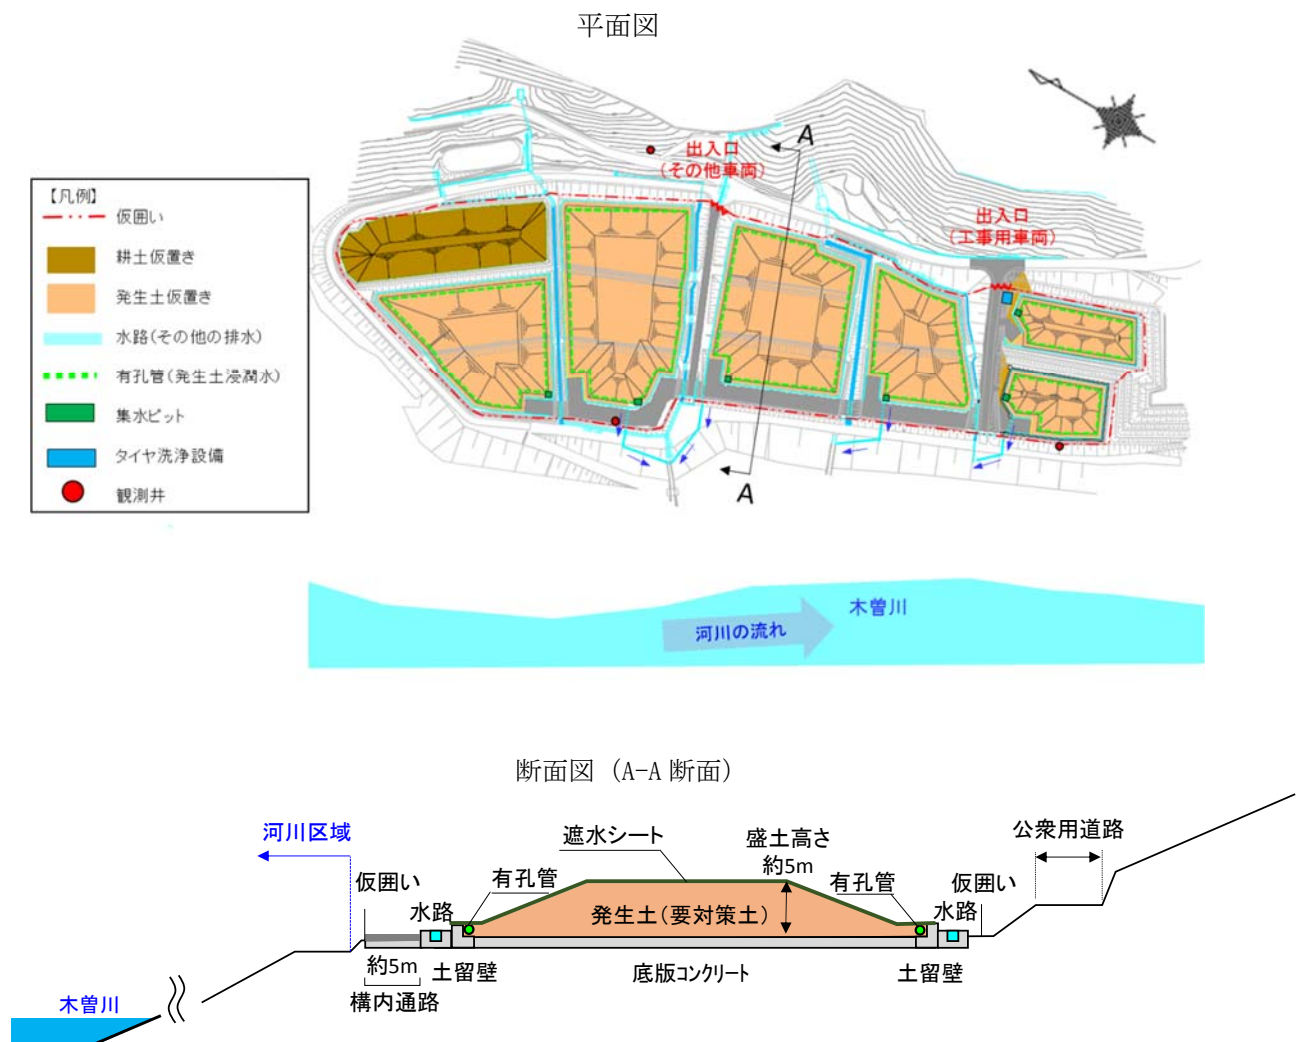 平面図
A
出入口
(その他車両)
出入口
(工事用車両)
【凡例】
仮囲い
耕土仮置き
発生土仮置き
水路(その他の排水)
有孔管(発生土浸潤水)
集水ピット
タイヤ洗浄設備
観測井
A
木曽川
河川の流れ
断面図 (A-A 断面)
河川区域
遮水シート
盛土高さ
約5m
公衆用道路
仮囲い
有孔管
有孔管
仮囲い
水路
発生土(要対策土)
水路
約5m
土留壁
底版コンクリート
土留壁
構内通路
木曽川